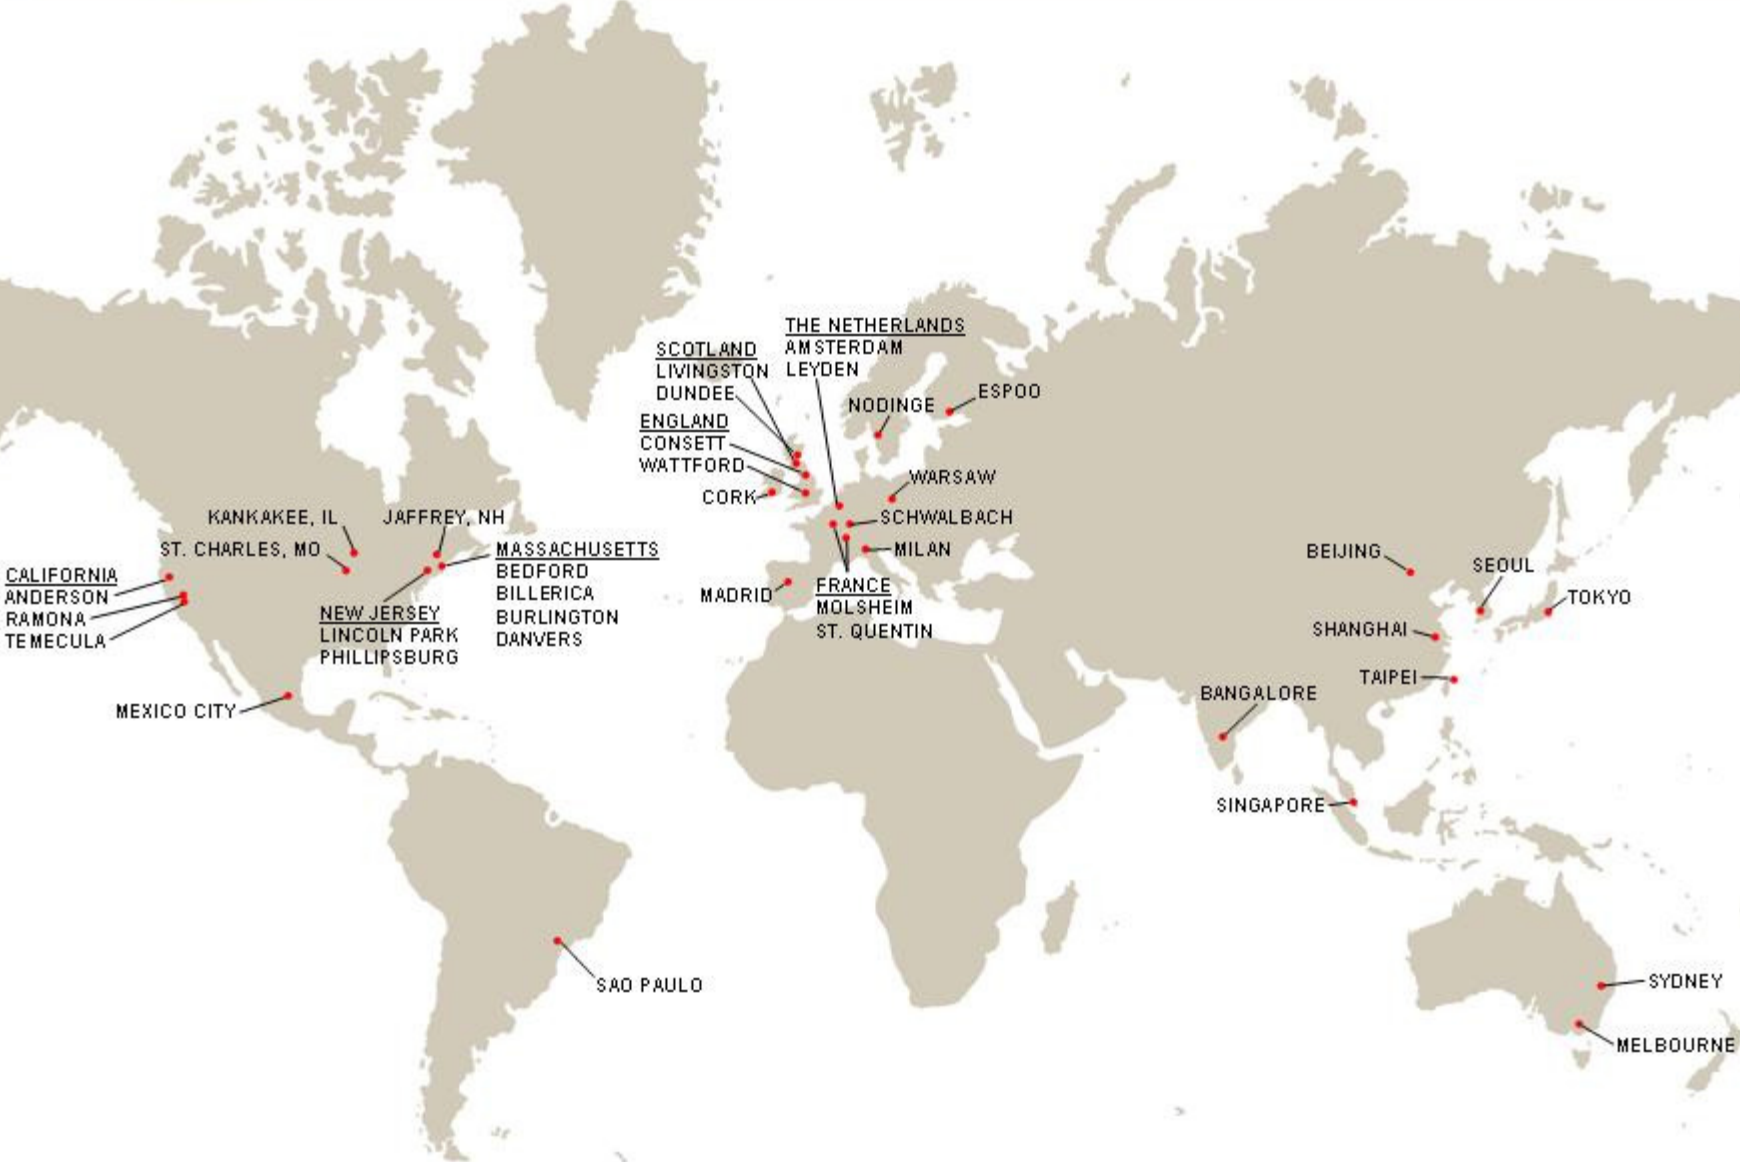 THE NETHERLANDS
AMSTERDAM
LEYDEN
SCOTLAND
LIVINGSTON
DUNDEE
ENGLAND
CONSETT
WATTFORD
CORK
NODINGE
ESPOO
WARSAW
SCHWALBACH
MILAN
MADRID
FRANCE
MOLSHEIM
ST. QUENTIN
KANKAKEE, IL
JAFFREY, NH
ST. CHARLES, MO
CALIFORNIA
ANDERSON
RAMONA
TEMECULA
MASSACHUSETTS
BEDFORD
BILLERICA
BURLINGTON
DANVERS
NEW JERSEY
LINCOLN PARK
PHILLIPSBURG
MEXICO CITY
SAO PAULO
BEIJING
SEOUL
TOKYO
SHANGHAI
TAIPEI
BANGALORE
SINGAPORE
SYDNEY
MELBOURNE